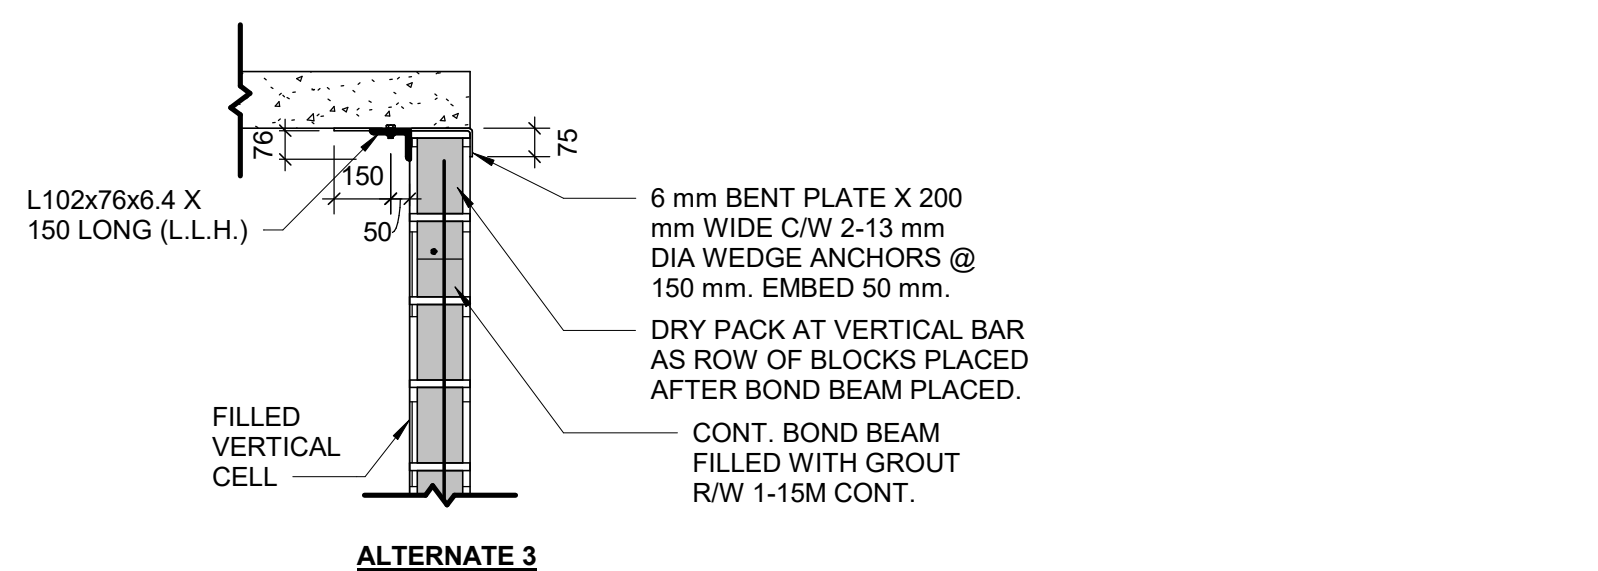 76
75
150
50
L102x76x6.4 X
150 LONG (L.L.H.)
6 mm BENT PLATE X 200
mm WIDE C/W 2-13 mm
DIA WEDGE ANCHORS @
150 mm. EMBED 50 mm.
DRY PACK AT VERTICAL BAR
AS ROW OF BLOCKS PLACED
AFTER BOND BEAM PLACED.
FILLED
VERTICAL
CELL
CONT. BOND BEAM
FILLED WITH GROUT
R/W 1-15M CONT.
ALTERNATE 3